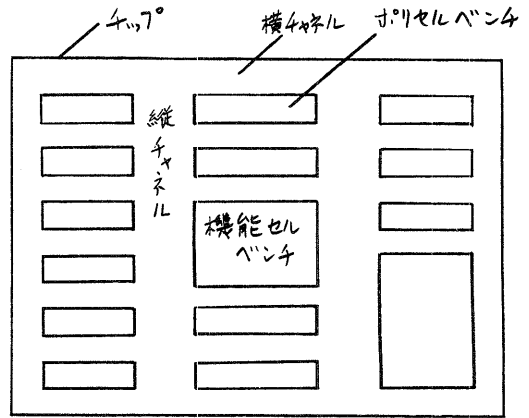 チップ
横チャネル
ポリセルベンチ
縦チャネル
機能セル
ベンチ